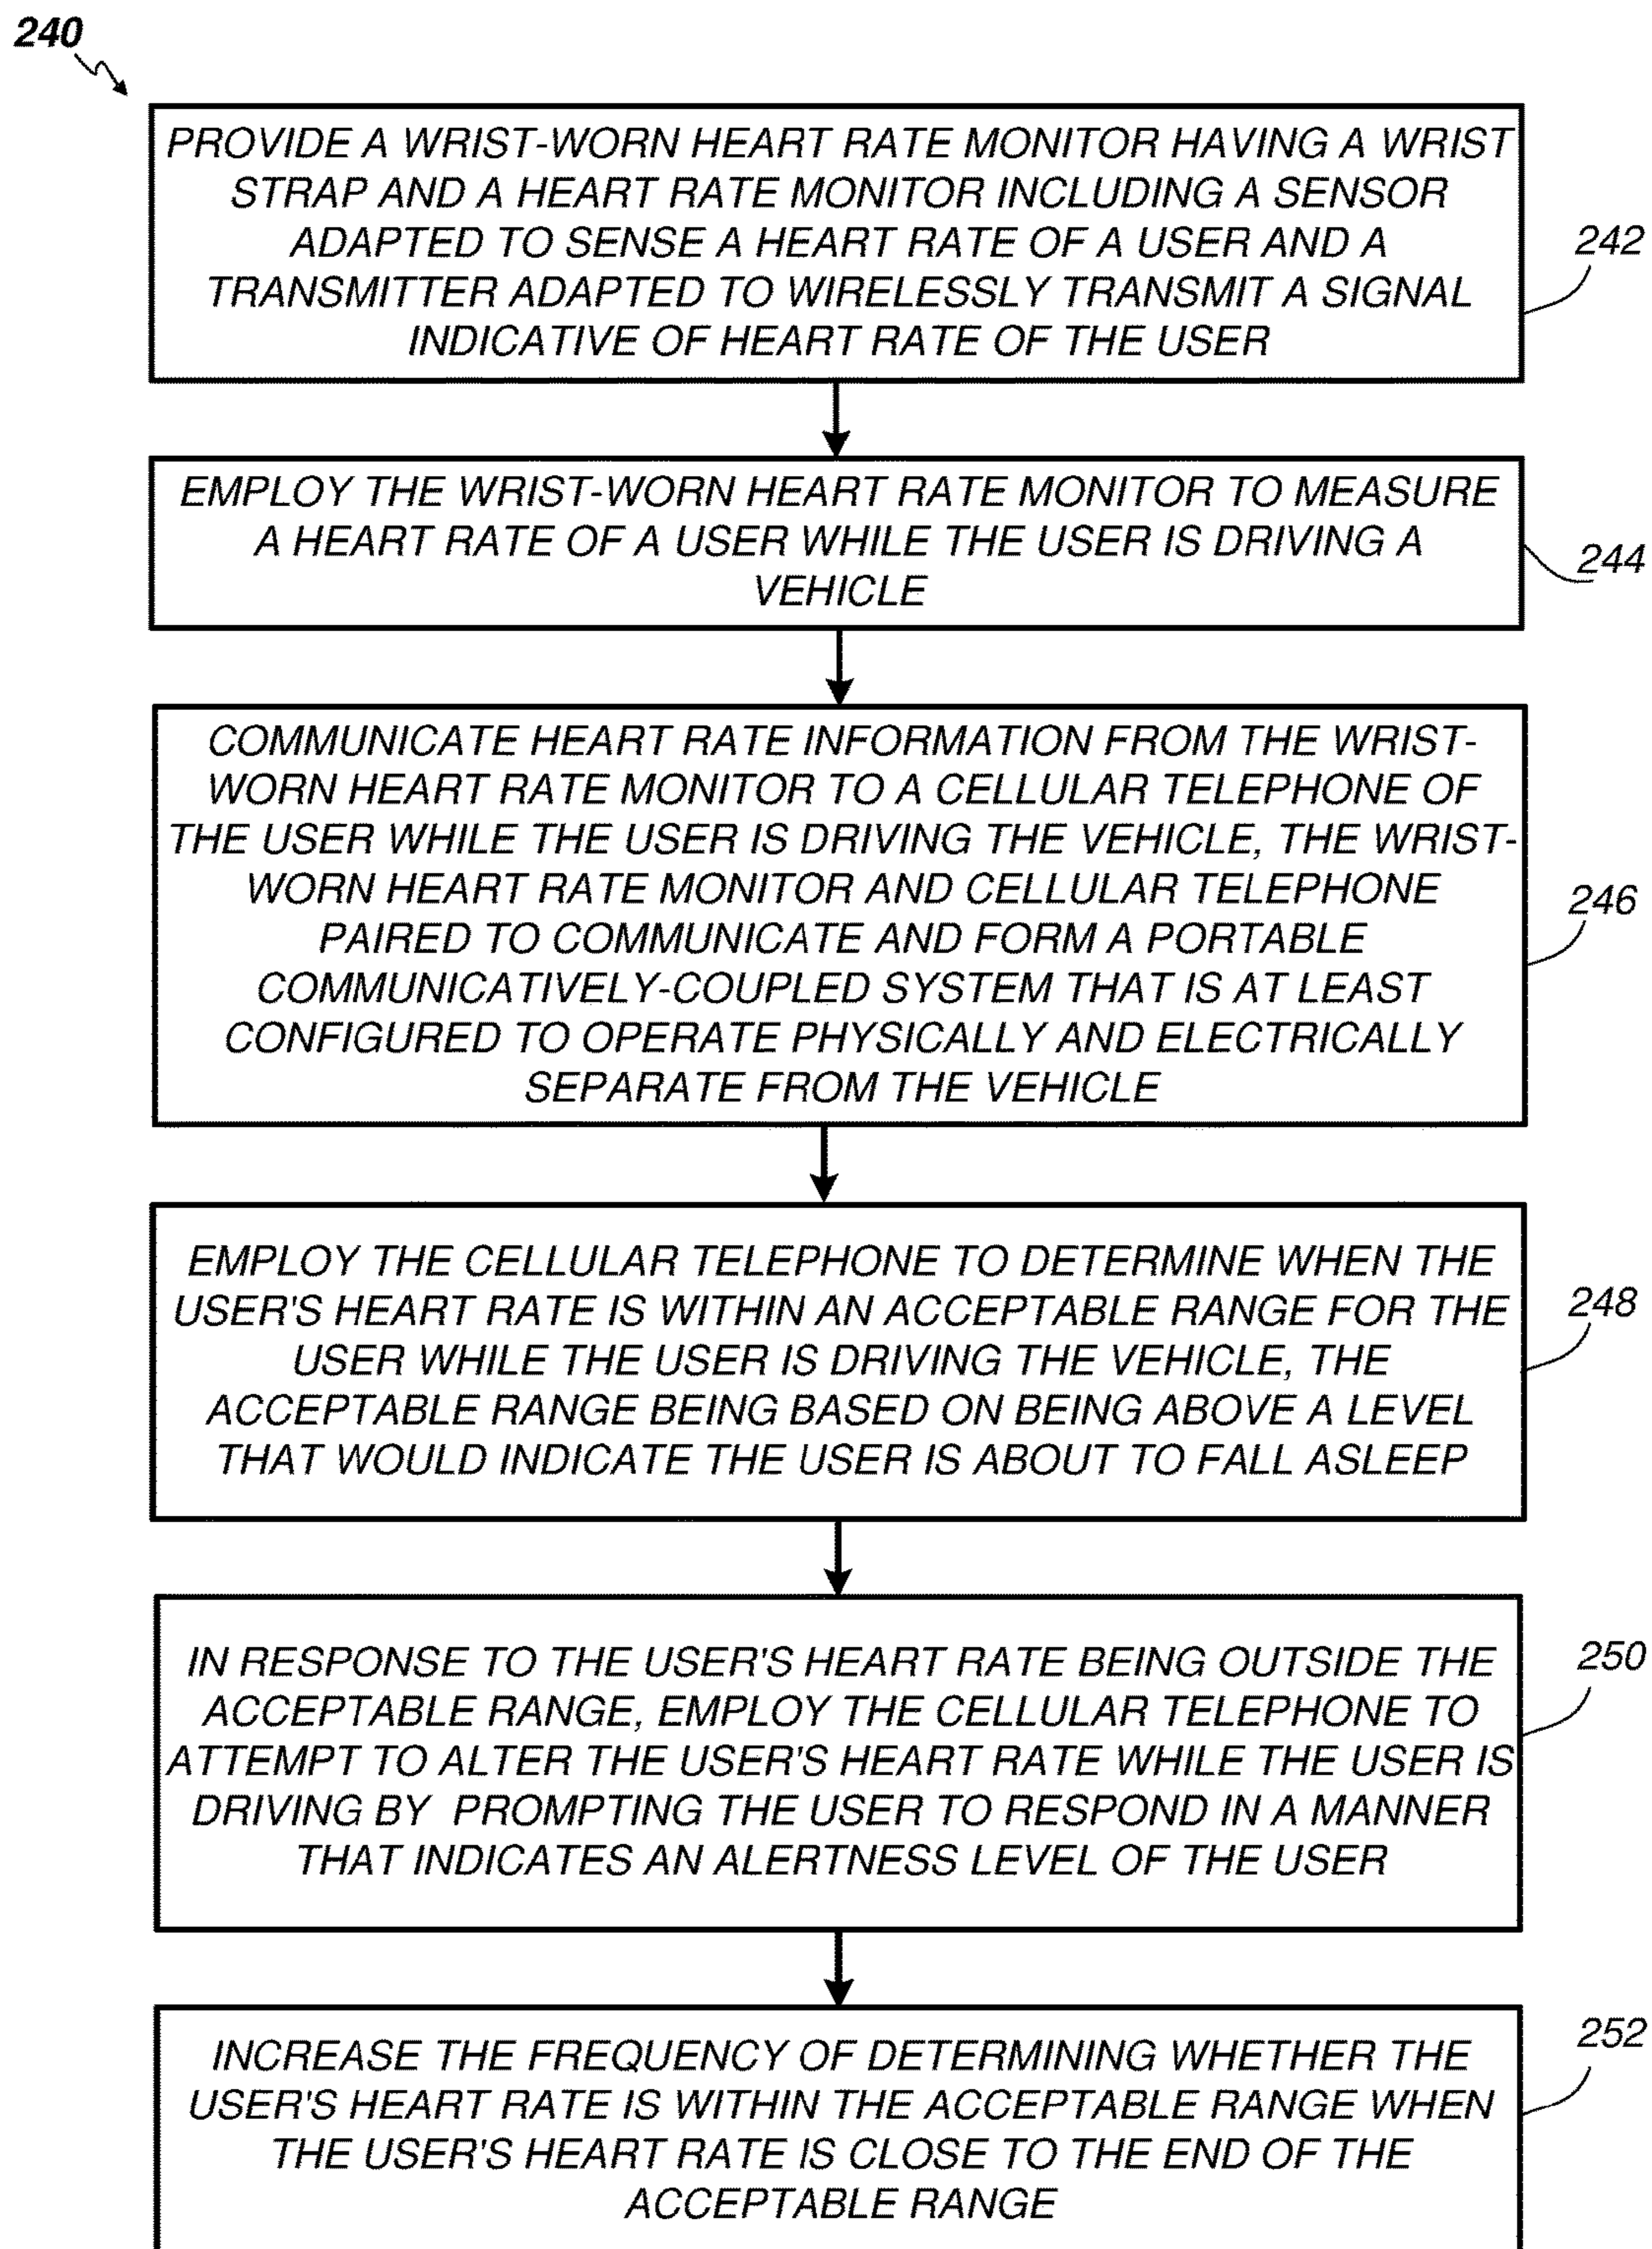 240
PROVIDE A WRIST-WORN HEART RATE MONITOR HAVING A WRIST
STRAP AND A HEART RATE MONITOR INCLUDING A SENSOR
ADAPTED TO SENSE A HEART RATE OF A USER AND A
TRANSMITTER ADAPTED TO WIRELESSLY TRANSMIT A SIGNAL
INDICATIVE OF HEART RATE OF THE USER
242
EMPLOY THE WRIST-WORN HEART RATE MONITOR TO MEASURE
A HEART RATE OF A USER WHILE THE USER IS DRIVING A
VEHICLE
244
COMMUNICATE HEART RATE INFORMATION FROM THE WRIST-
WORN HEART RATE MONITOR TO A CELLULAR TELEPHONE OF
THE USER WHILE THE USER IS DRIVING THE VEHICLE, THE WRIST-
WORN HEART RATE MONITOR AND CELLULAR TELEPHONE
PAIRED TO COMMUNICATE AND FORM A PORTABLE
COMMUNICATIVELY-COUPLED SYSTEM THAT IS AT LEAST
CONFIGURED TO OPERATE PHYSICALLY AND ELECTRICALLY
SEPARATE FROM THE VEHICLE
246
EMPLOY THE CELLULAR TELEPHONE TO DETERMINE WHEN THE
USER'S HEART RATE IS WITHIN AN ACCEPTABLE RANGE FOR THE
USER WHILE THE USER IS DRIVING THE VEHICLE, THE
ACCEPTABLE RANGE BEING BASED ON BEING ABOVE A LEVEL
THAT WOULD INDICATE THE USER IS ABOUT TO FALL ASLEEP
248
IN RESPONSE TO THE USER'S HEART RATE BEING OUTSIDE THE
ACCEPTABLE RANGE, EMPLOY THE CELLULAR TELEPHONE TO
ATTEMPT TO ALTER THE USER'S HEART RATE WHILE THE USER IS
DRIVING BY PROMPTING THE USER TO RESPOND IN A MANNER
THAT INDICATES AN ALERTNESS LEVEL OF THE USER
250
INCREASE THE FREQUENCY OF DETERMINING WHETHER THE
USER'S HEART RATE IS WITHIN THE ACCEPTABLE RANGE WHEN
THE USER'S HEART RATE IS CLOSE TO THE END OF THE
ACCEPTABLE RANGE
252